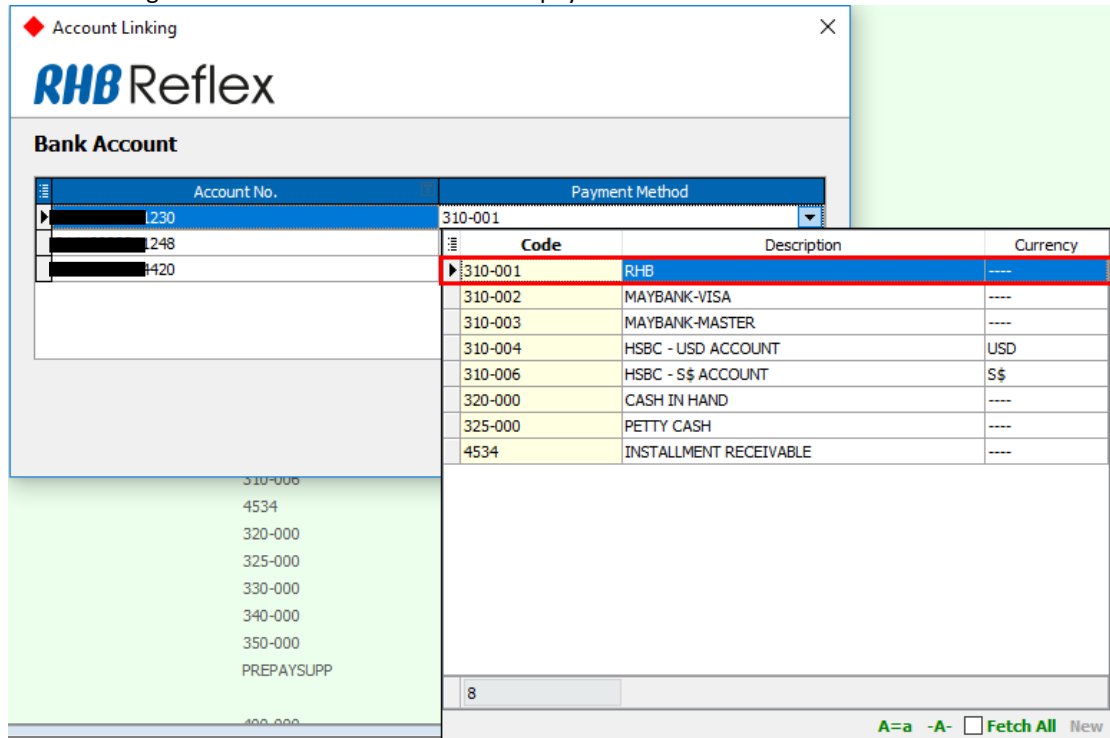 Account Linking
RHB Reflex
Bank Account
Account No. Payment Method
1230 310-001
1248
4420
Code Description Currency
310-001 RHB ----
310-002 MAYBANK-VISA ----
310-003 MAYBANK-MASTER ----
310-004 HSBC - USD ACCOUNT USD
310-006 HSBC - S$ ACCOUNT S$
320-000 CASH IN HAND ----
325-000 PETTY CASH ----
4534 INSTALLMENT RECEIVABLE ----
310-006
4534
320-000
325-000
330-000
340-000
350-000
PREPAYSUPP
8
A=a -A- Fetch All New